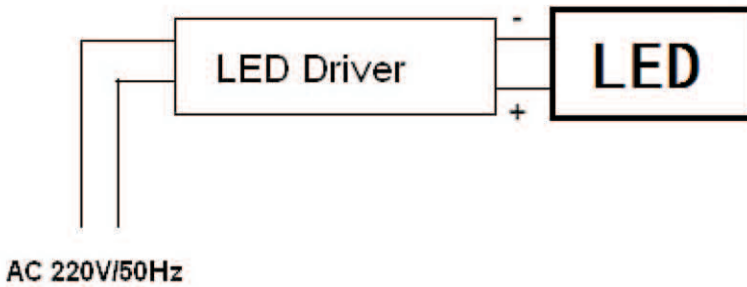 -
LED Driver
LED
+
AC 220V/50Hz